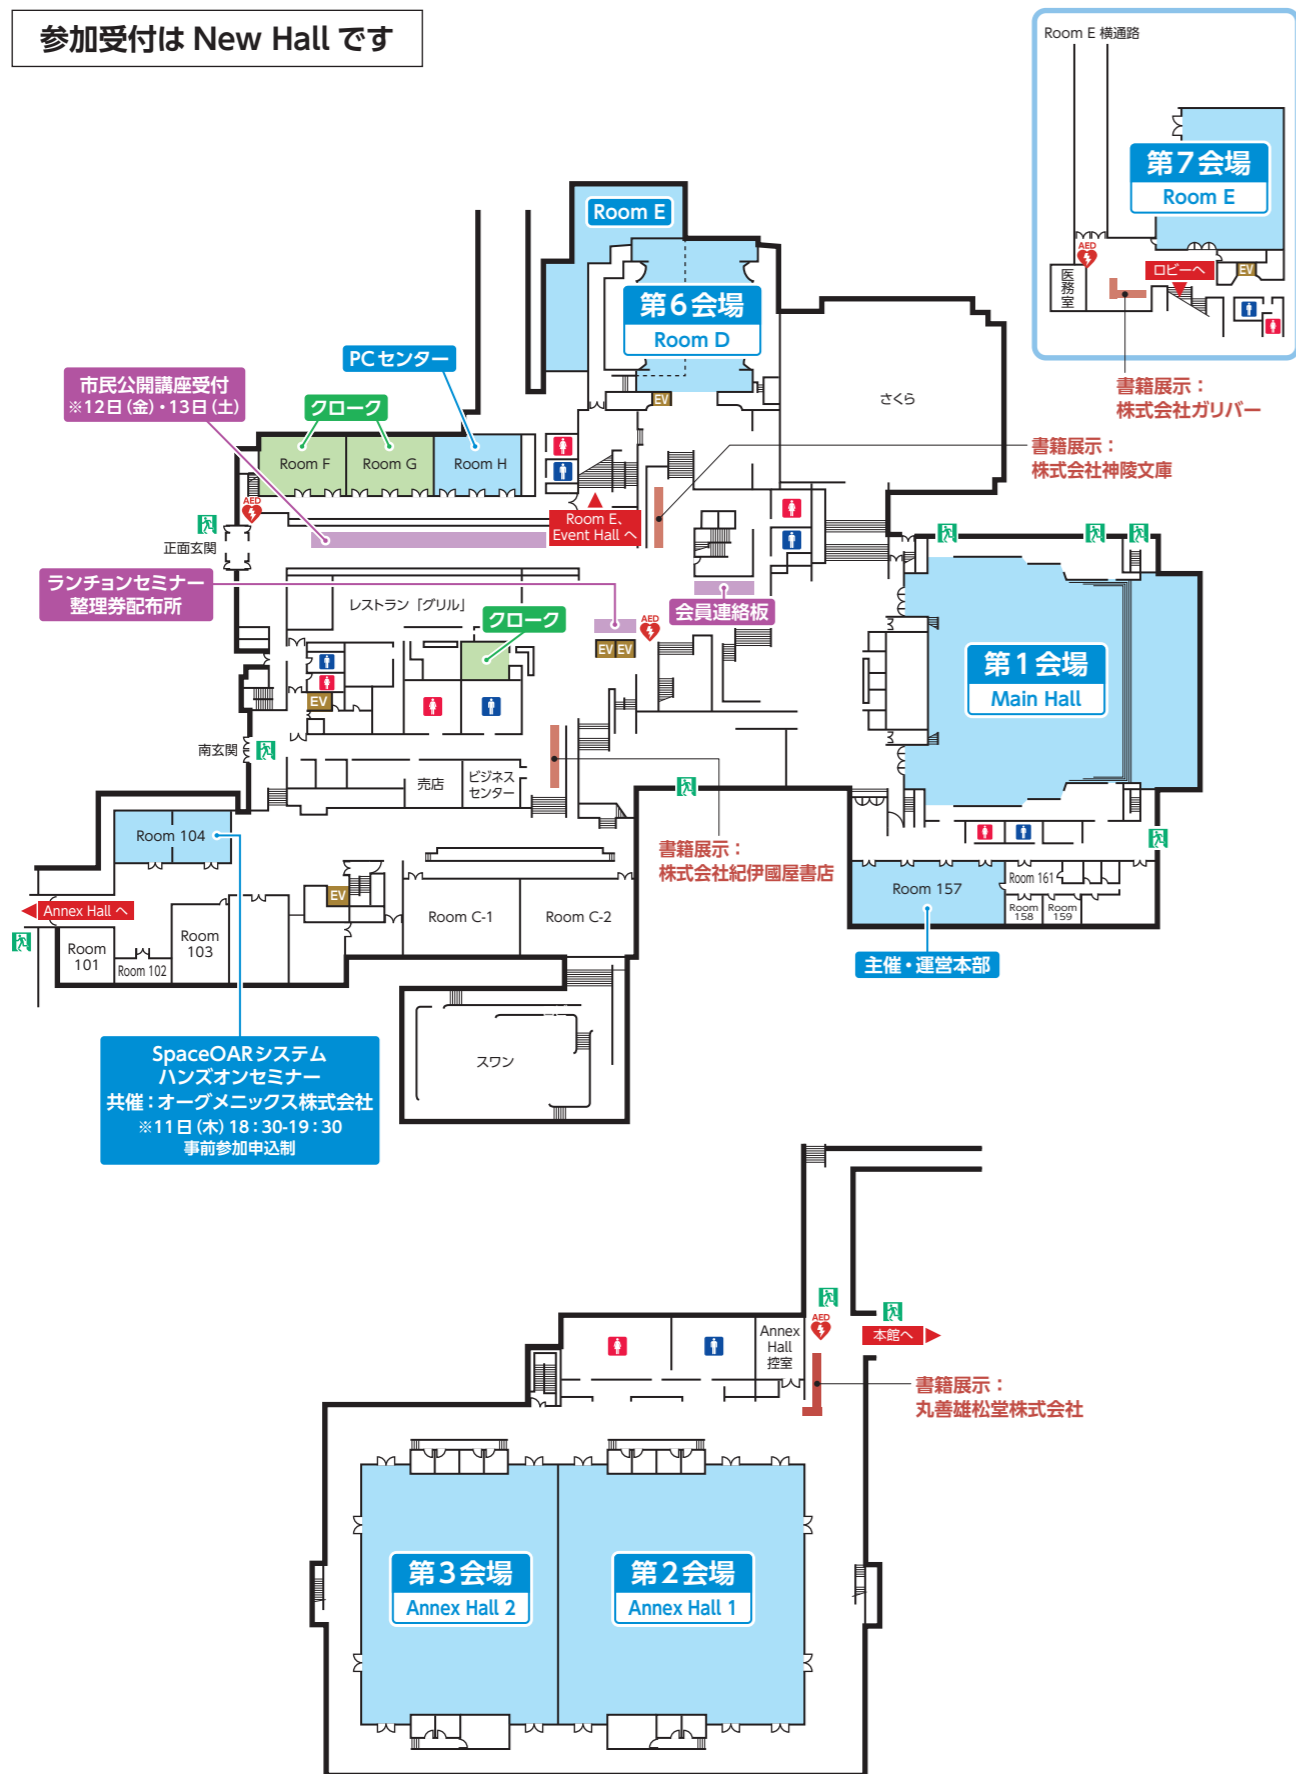 参加受付は New Hall です
Room E 横通路
第7会場
Room E
AED
ロビーへ
EV
医務室
書籍展示：
株式会社ガリバー
Room E
第6会場
Room D
EV
さくら
PCセンター
市民公開講座受付
※12日（金）・13日（土）
クローク
Room F
Room G
Room H
書籍展示：
株式会社神陵文庫
AED
Room E、
Event Hall へ
正面玄関
ランチョンセミナー
整理券配布所
レストラン「グリル」
クローク
会員連絡板
AED
EV
EV
第1会場
Main Hall
EV
南玄関
売店
ビジネス
センター
書籍展示：
株式会社紀伊國屋書店
Room 104
Room 157
Room 161
Room
158
Room
159
EV
Room C-1
Room C-2
Annex Hall へ
Room
101
Room 102
Room
103
主催・運営本部
スワン
SpaceOARシステム
ハンズオンセミナー
共催：オーグメニックス株式会社
※11日（木）18：30-19：30
事前参加申込制
AED
本館へ
Annex
Hall
控室
書籍展示：
丸善雄松堂株式会社
第3会場
Annex Hall 2
第2会場
Annex Hall 1